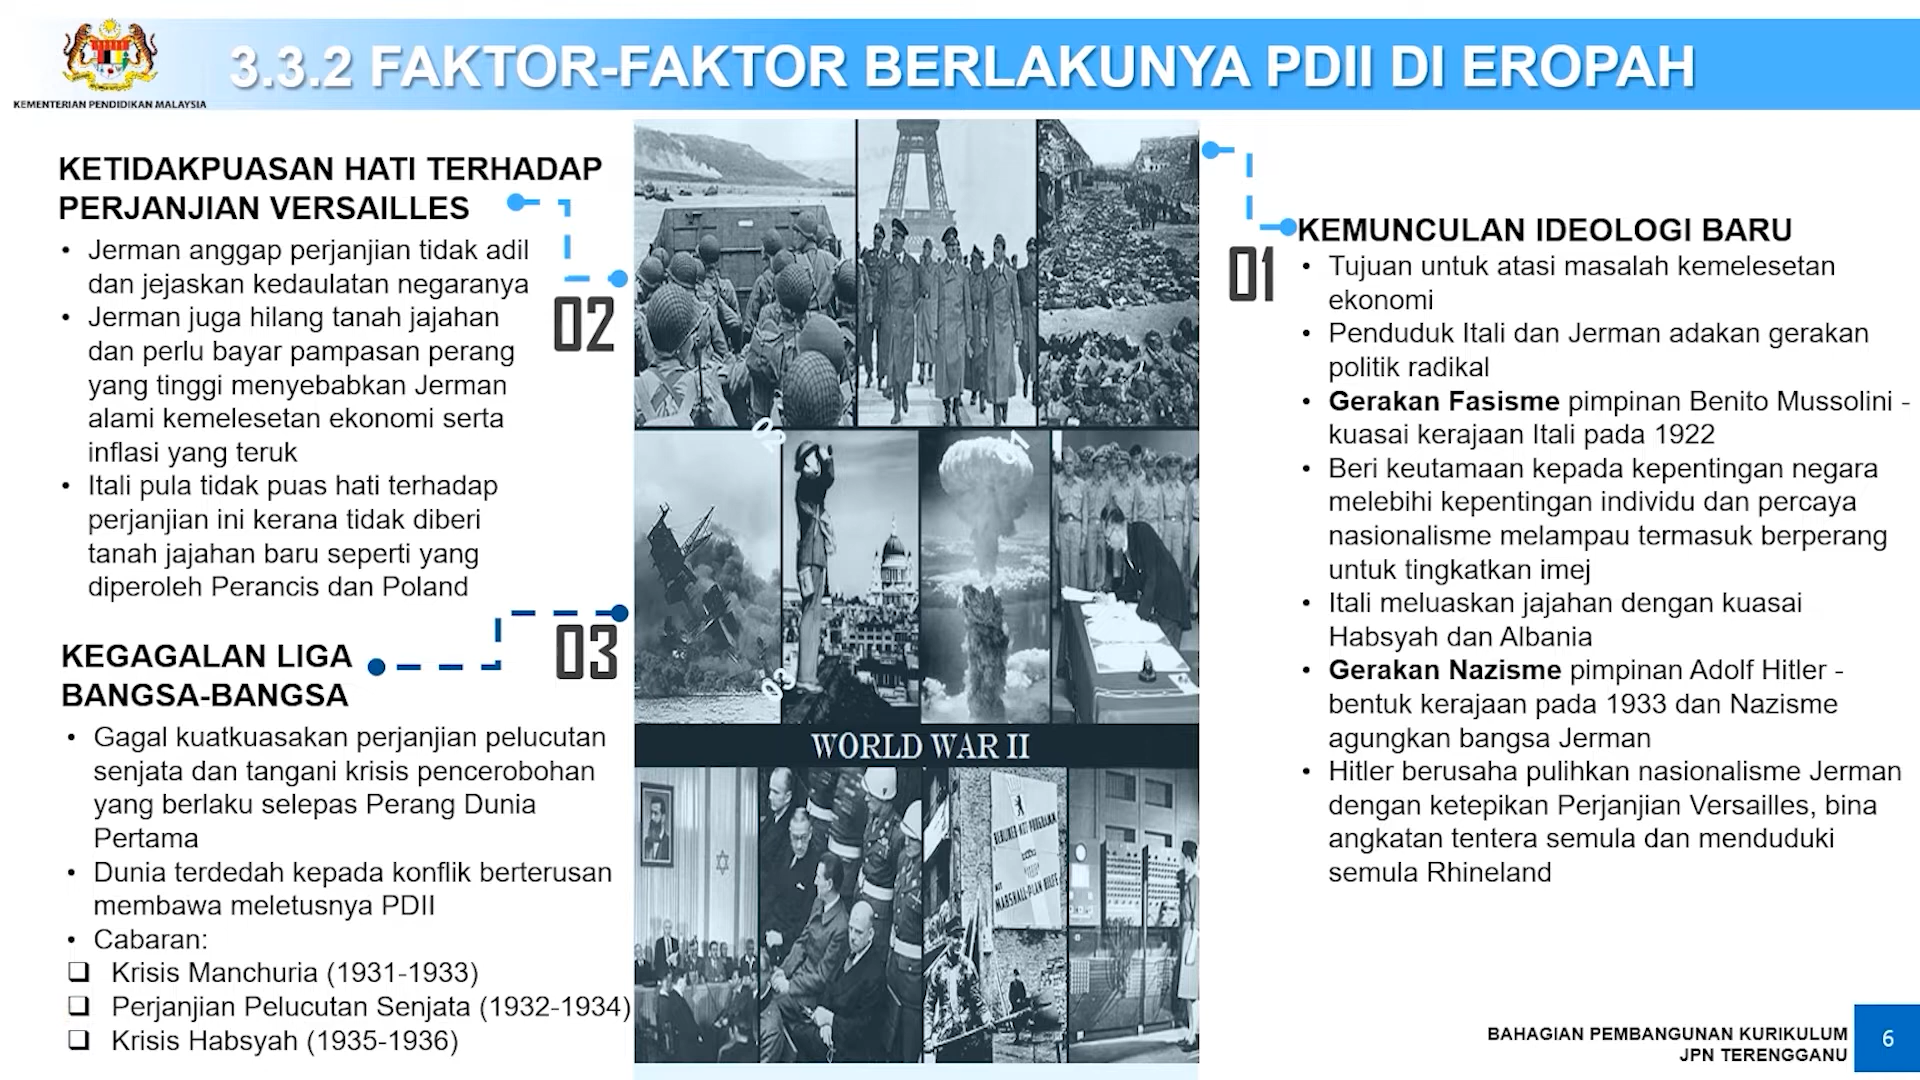 KEMENTERIAN PENDIDIKAN MALAYSIA
3.3.2 FAKTOR-FAKTOR BERLAKUNYA PDII DI EROPAH
KETIDAKPUASAN HATI TERHADAP
PERJANJIAN VERSAILLES
• Jerman anggap perjanjian tidak adil
dan jejaskan kedaulatan negaranya
• Jerman juga hilang tanah jajahan
dan perlu bayar pampasan perang
yang tinggi menyebabkan Jerman
alami kemelesetan ekonomi serta
inflasi yang teruk
• Itali pula tidak puas hati terhadap
perjanjian ini kerana tidak diberi
tanah jajahan baru seperti yang
diperoleh Perancis dan Poland
02
KEGAGALAN LIGA
BANGSA-BANGSA
03
• Gagal kuatkuasakan perjanjian pelucutan
senjata dan tangani krisis pencerobohan
yang berlaku selepas Perang Dunia
Pertama
• Dunia terdedah kepada konflik berterusan
membawa meletusnya PDII
• Cabaran:
❑ Krisis Manchuria (1931-1933)
❑ Perjanjian Pelucutan Senjata (1932-1934)
❑ Krisis Habsyah (1935-1936)
WORLD WAR II
BERLINER NOT-PROGRAMM
MIT
MARSHALL-PLAN HILFE
01
KEMUNCULAN IDEOLOGI BARU
• Tujuan untuk atasi masalah kemelesetan
ekonomi
• Penduduk Itali dan Jerman adakan gerakan
politik radikal
• Gerakan Fasisme pimpinan Benito Mussolini -
kuasai kerajaan Itali pada 1922
• Beri keutamaan kepada kepentingan negara
melebihi kepentingan individu dan percaya
nasionalisme melampau termasuk berperang
untuk tingkatkan imej
• Itali meluaskan jajahan dengan kuasai
Habsyah dan Albania
• Gerakan Nazisme pimpinan Adolf Hitler -
bentuk kerajaan pada 1933 dan Nazisme
agungkan bangsa Jerman
• Hitler berusaha pulihkan nasionalisme Jerman
dengan ketepikan Perjanjian Versailles, bina
angkatan tentera semula dan menduduki
semula Rhineland
BAHAGIAN PEMBANGUNAN KURIKULUM
JPN TERENGGANU
6